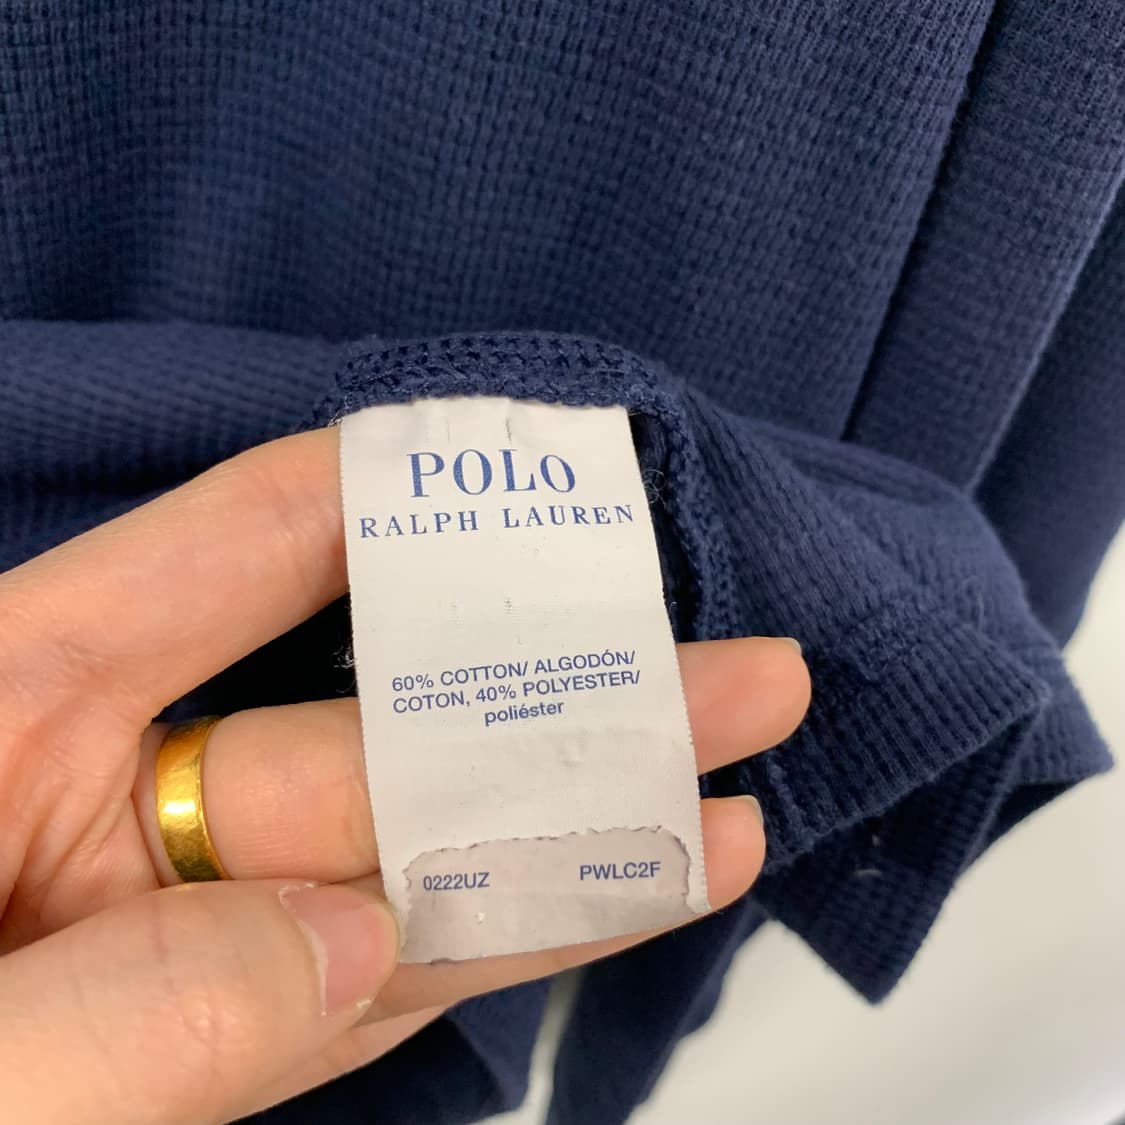 POLO
RALPH LAUREN
60% COTTON/ ALGODÓN/
COTON, 40% POLYESTER/
poliéster
0222UZ PWLC2F